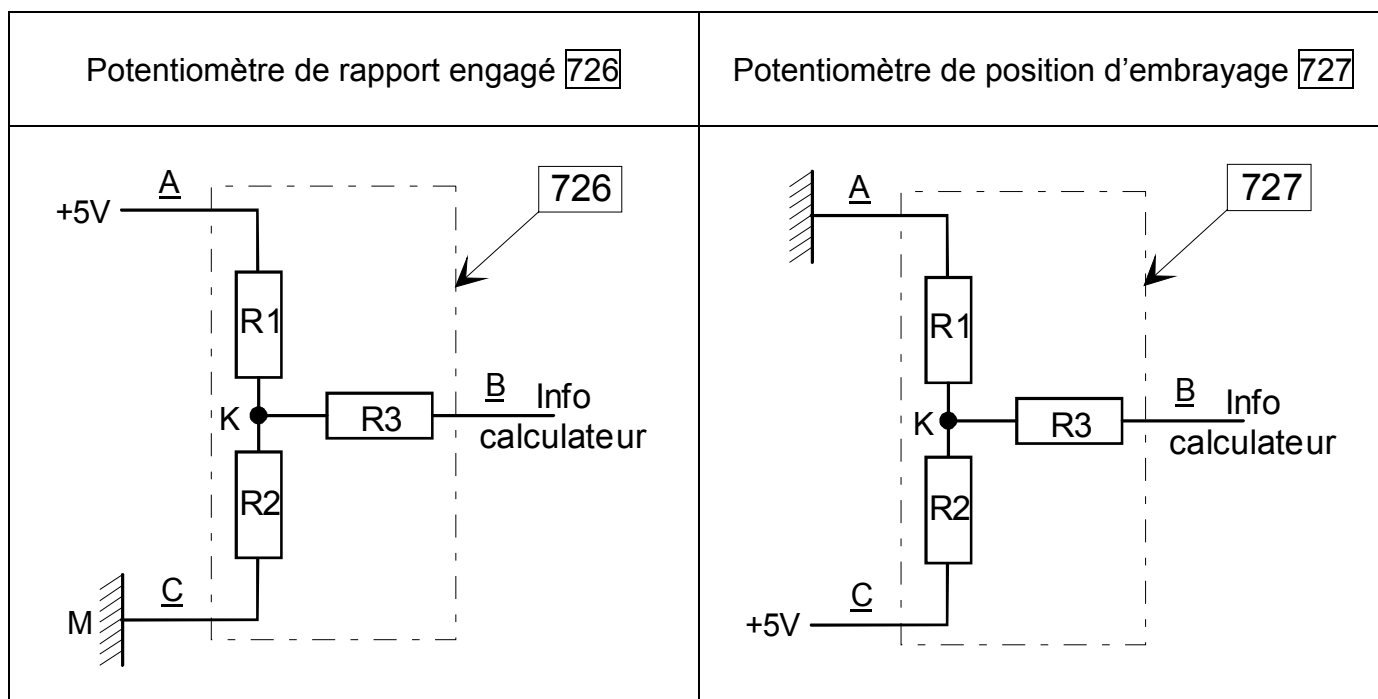 Potentiomètre de rapport engagé 726
Potentiomètre de position d’embrayage 727
A
+5V
726
R1
K
R3
B
Info
calculateur
R2
C
M
A
727
R1
K
R3
B
Info
calculateur
R2
C
+5V